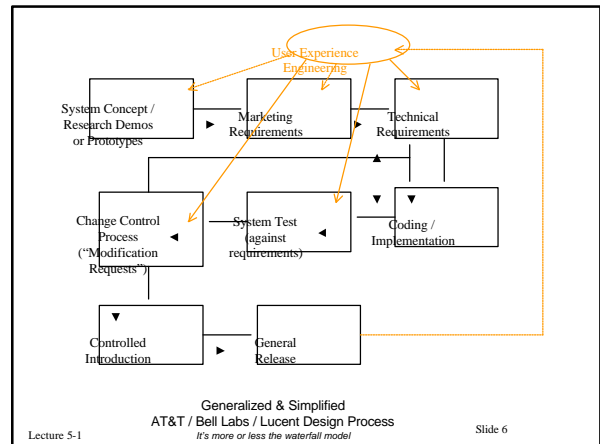 User Experience
Engineering
System Concept /
Research Demos
or Prototypes
Marketing
Requirements
Technical
Requirements
Change Control
Process
(“Modification
Requests”)
System Test
(against
requirements)
Coding /
Implementation
Controlled
Introduction
General
Release
Generalized & Simplified
AT&T / Bell Labs / Lucent Design Process
It's more or less the waterfall model
Lecture 5-1
Slide 6